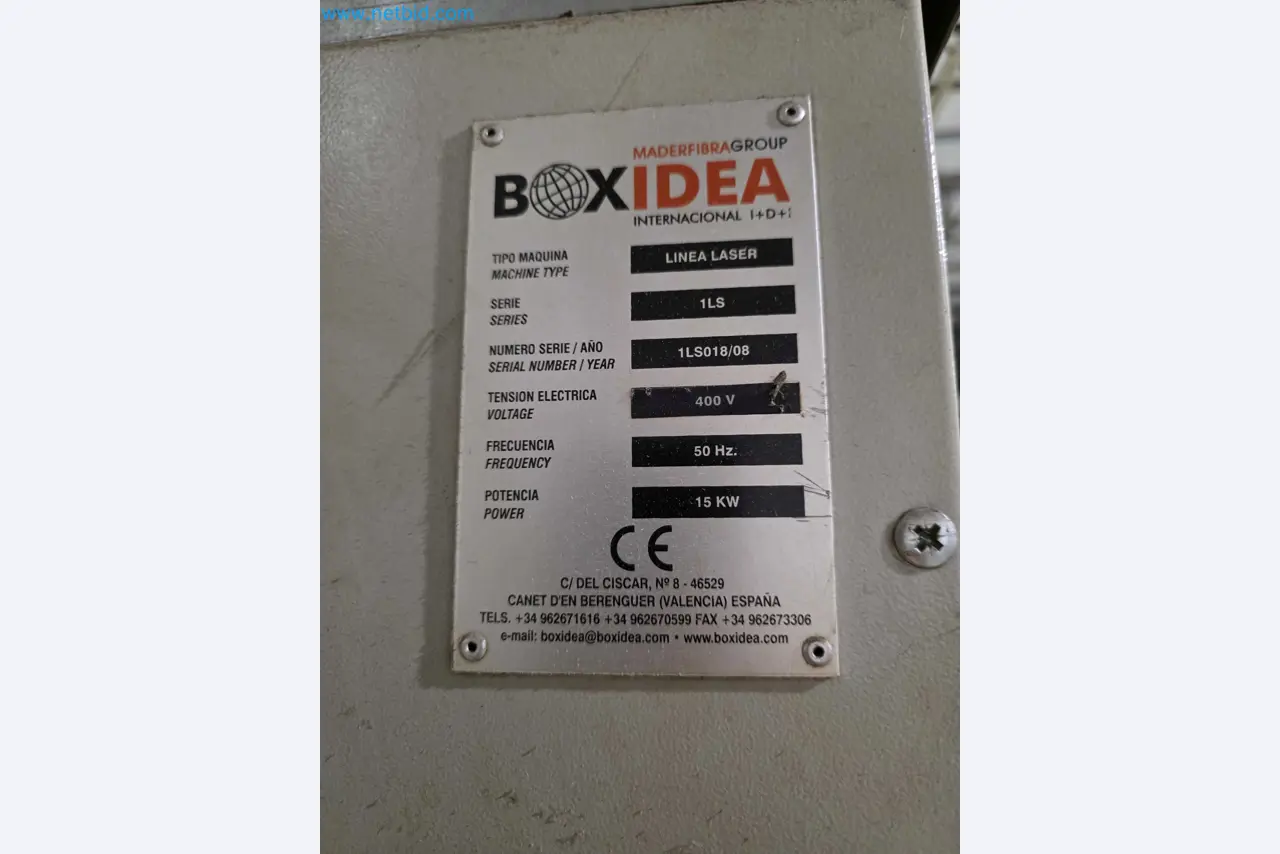 www.netbid.com
MADERFIBRAGROUP
BOXIDEA
INTERNACIONAL I+D+i
TIPO MAQUINA LINEA LASER
MACHINE TYPE
SERIE 1LS
SERIES
NUMERO SERIE / AÑO 1LS018/08
SERIAL NUMBER / YEAR
TENSION ELECTRICA 400 V
VOLTAGE
FRECUENCIA 50 Hz.
FREQUENCY
POTENCIA 15 KW
POWER
CE
C/ DEL CISCAR, Nº 8 - 46529
CANET D'EN BERENGUER (VALENCIA) ESPAÑA
TELS. +34 962671616 +34 962670599 FAX +34 962673306
e-mail: boxidea@boxidea.com • www.boxidea.com